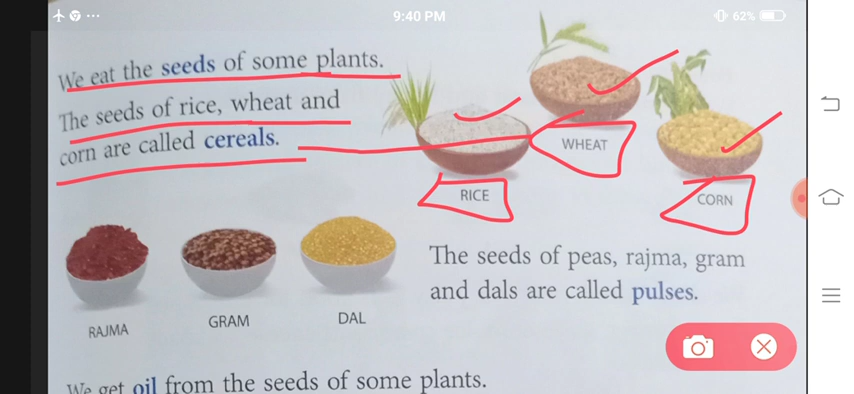 9:40 PM
62%
We eat the seeds of some plants.
The seeds of rice, wheat and
corn are called cereals.
WHEAT
RICE
CORN
The seeds of peas, rajma, gram
and dals are called pulses.
RAJMA
GRAM
DAL
We get oil from the seeds of some plants.